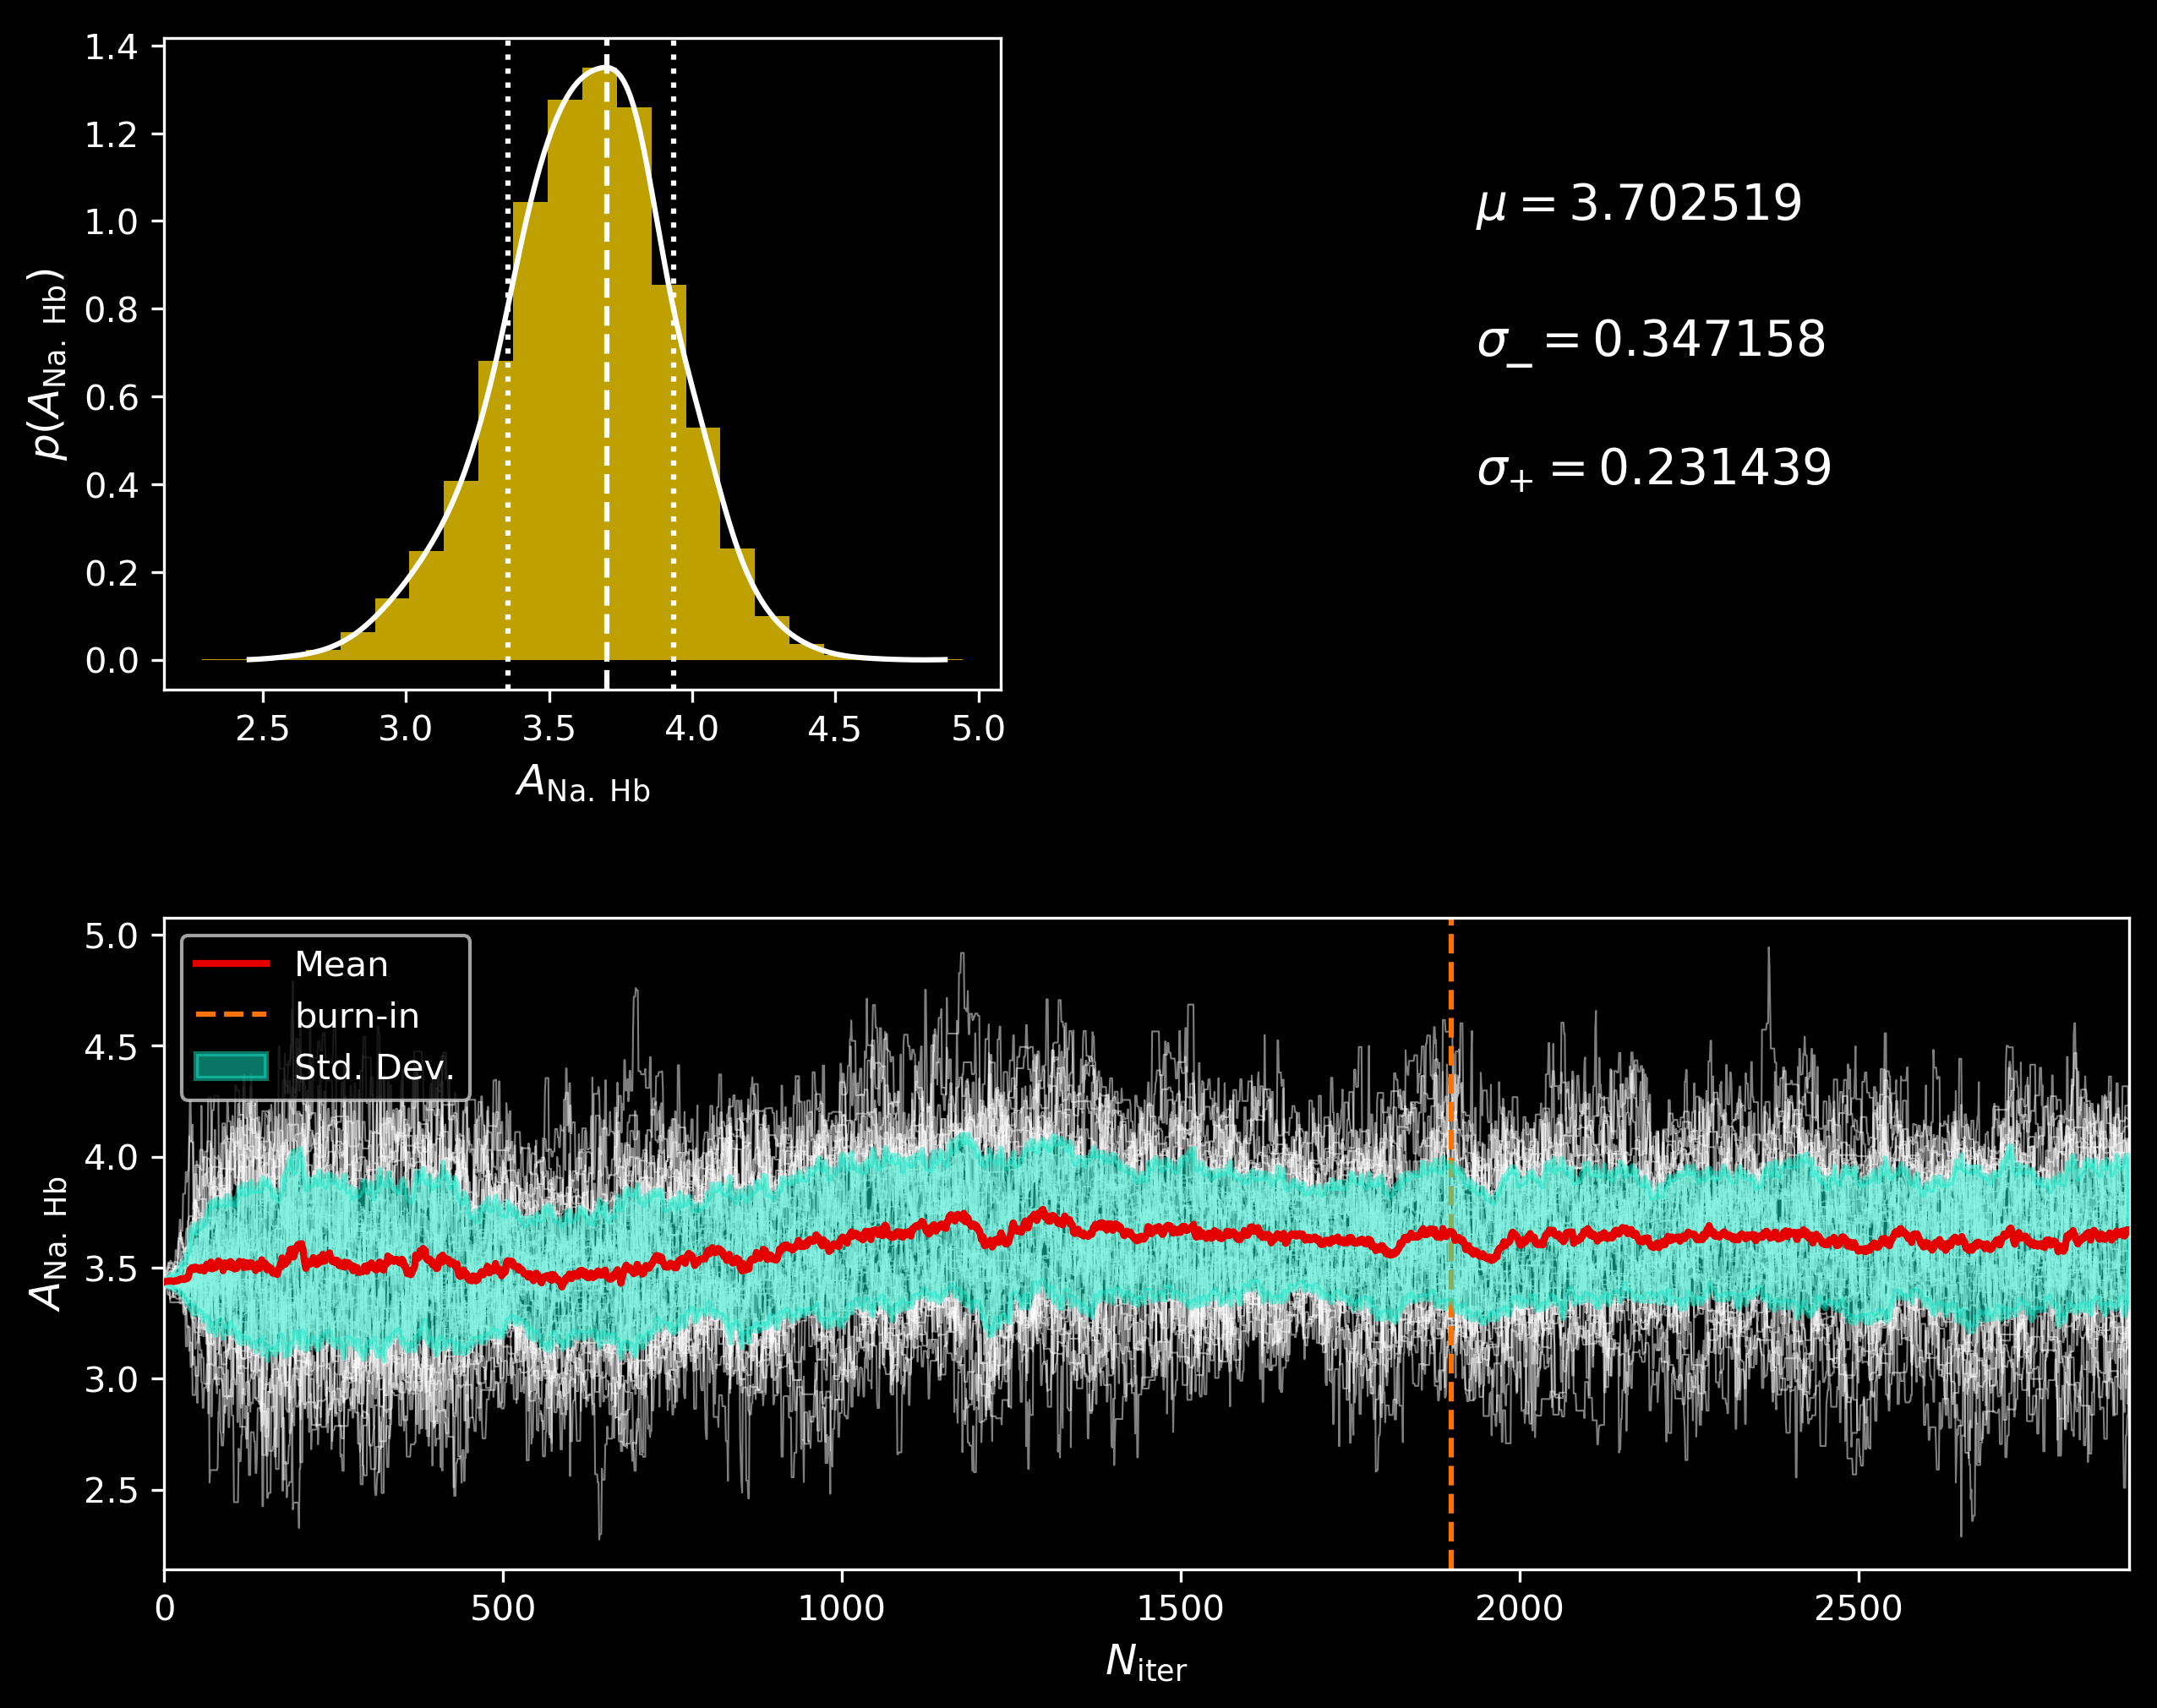 1.4
1.2
1.0
0.8
0.6
0.4
0.2
0.0
p(A_Na. Hb)
2.5 3.0 3.5 4.0 4.5 5.0
A_Na. Hb
μ = 3.702519
σ_− = 0.347158
σ_+ = 0.231439
5.0
4.5
4.0
3.5
3.0
2.5
A_Na. Hb
Mean
burn-in
Std. Dev.
0 500 1000 1500 2000 2500
N_iter